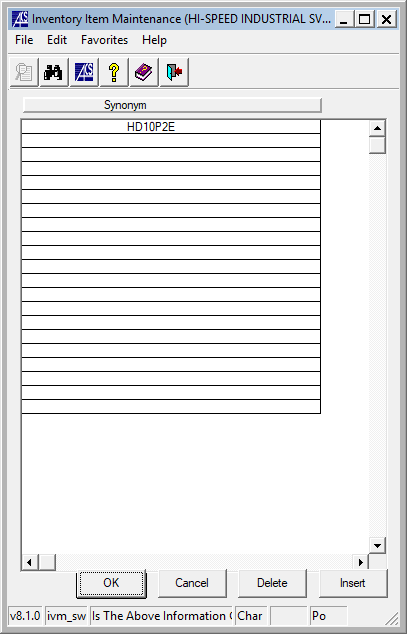 Inventory Item Maintenance (HI-SPEED INDUSTRIAL SV...
File Edit Favorites Help
Synonym
HD10P2E
OK Cancel Delete Insert
v8.1.0 ivm_sw Is The Above Information Char Po